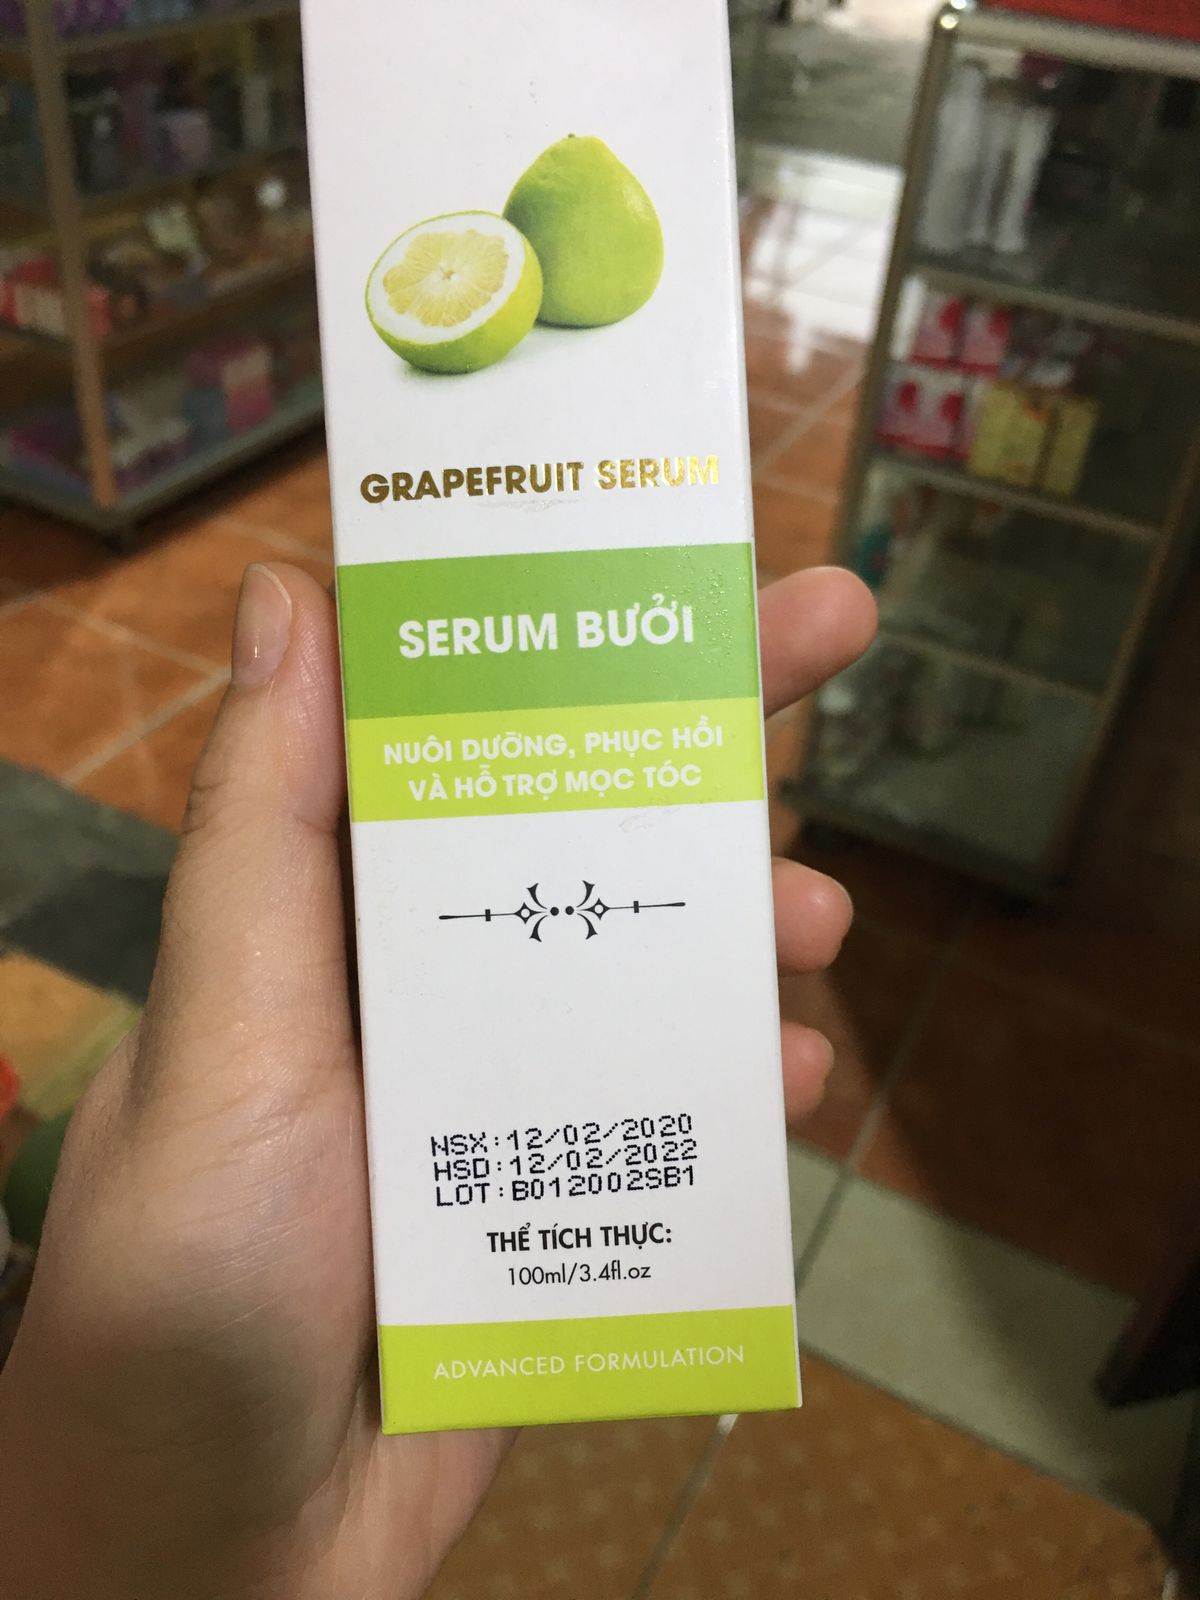 GRAPEFRUIT SERUM
SERUM BƯỞI
NUÔI DƯỠNG, PHỤC HỒI
VÀ HỖ TRỢ MỌC TÓC
NSX:12/02/2020
HSD:12/02/2022
LOT:B012002SB1
THỂ TÍCH THỰC:
100ml/3.4fl.oz
ADVANCED FORMULATION